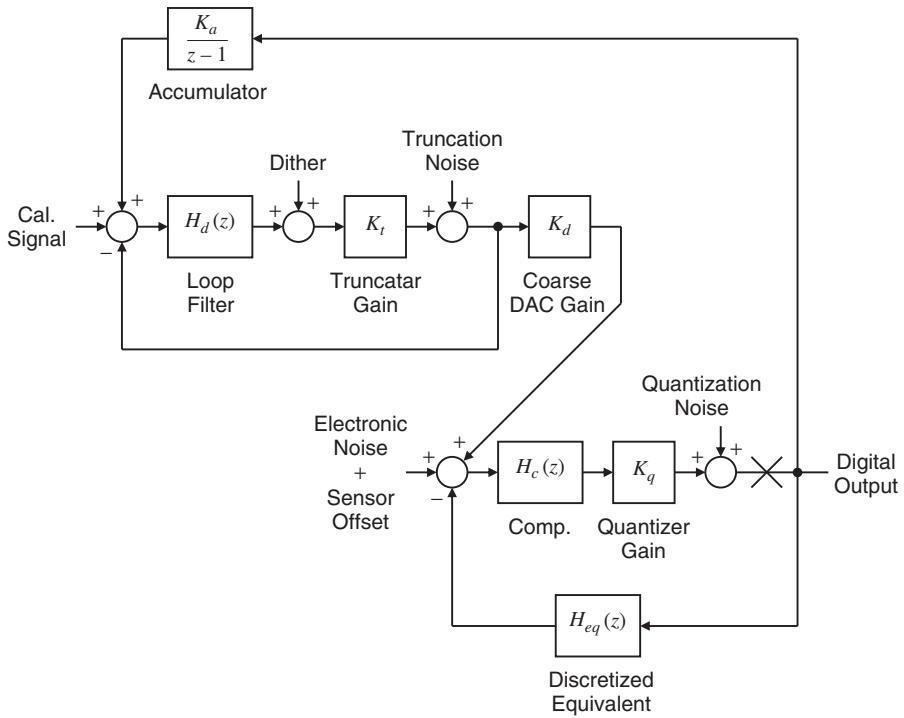 K_a
z − 1
Accumulator
Truncation
Noise
Dither
+
+
Cal.
Signal
−
H_d(z)
+
+
K_t
+
+
K_d
Loop
Filter
Truncatar
Gain
Coarse
DAC Gain
Quantization
Noise
Electronic
Noise
+
Sensor
Offset
+
+
−
H_c(z)
K_q
+
+
Digital
Output
Comp.
Quantizer
Gain
H_eq(z)
Discretized
Equivalent